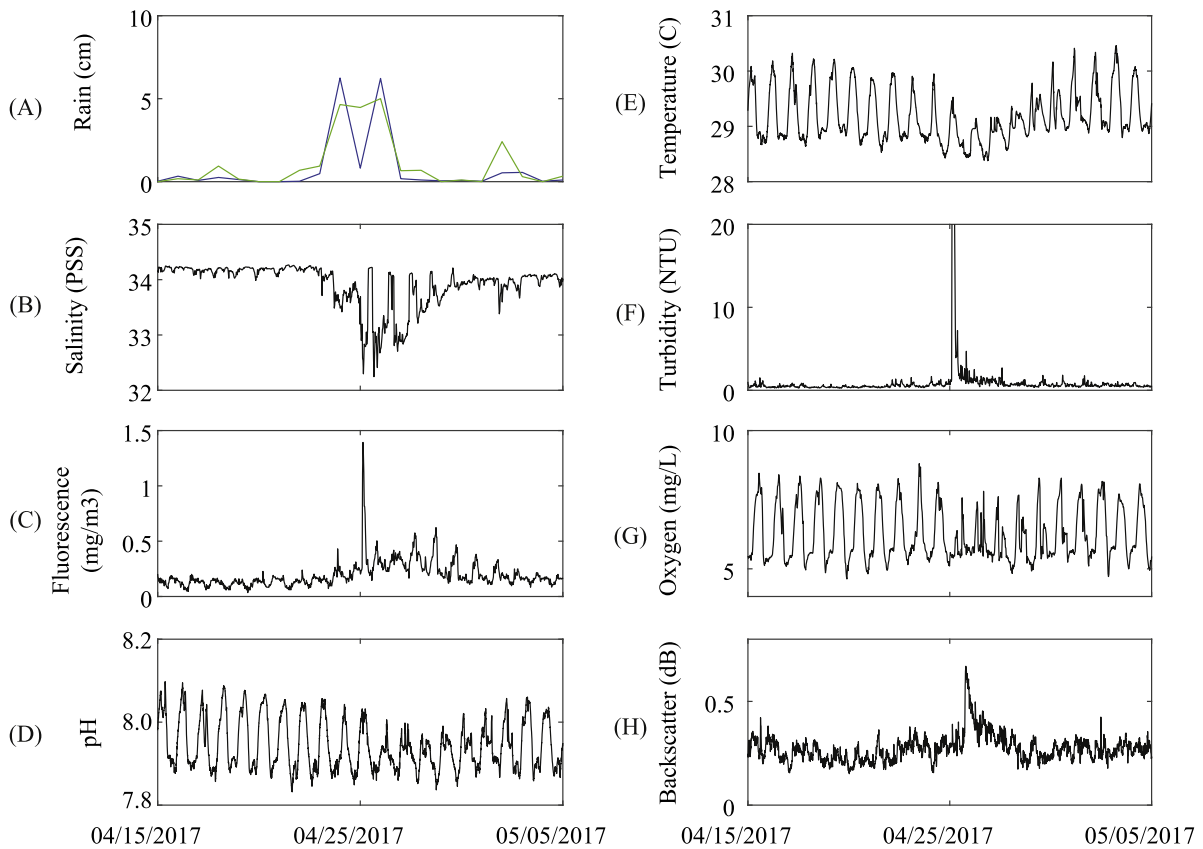 (A)
Rain (cm)
10
5
0
(B)
Salinity (PSS)
35
34
33
32
(C)
Fluorescence
(mg/m3)
1.5
1
0.5
0
(D)
pH
8.2
8.0
7.8
04/15/2017
04/25/2017
05/05/2017
(E)
Temperature (C)
31
30
29
28
(F)
Turbidity (NTU)
20
10
0
(G)
Oxygen (mg/L)
10
5
(H)
Backscatter (dB)
0.5
0
04/15/2017
04/25/2017
05/05/2017